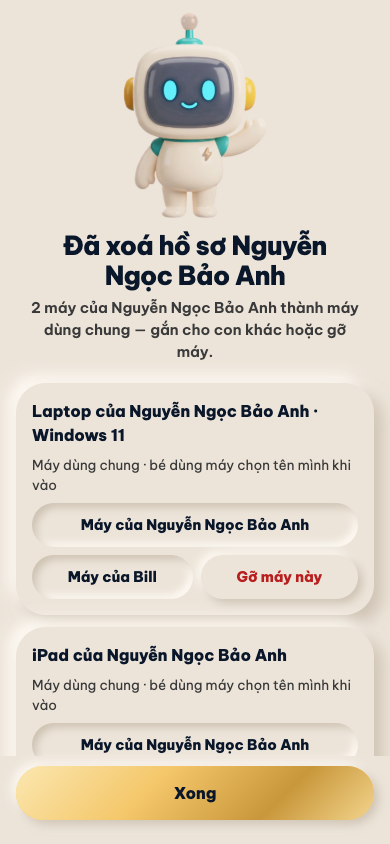 Đã xoá hồ sơ Nguyễn
Ngọc Bảo Anh
2 máy của Nguyễn Ngọc Bảo Anh thành máy
dùng chung — gắn cho con khác hoặc gỡ
máy.
Laptop của Nguyễn Ngọc Bảo Anh ·
Windows 11
Máy dùng chung · bé dùng máy chọn tên mình khi
vào
Máy của Nguyễn Ngọc Bảo Anh
Máy của Bill
Gỡ máy này
iPad của Nguyễn Ngọc Bảo Anh
Máy dùng chung · bé dùng máy chọn tên mình khi
vào
Máy của Nguyễn Ngọc Bảo Anh
Xong